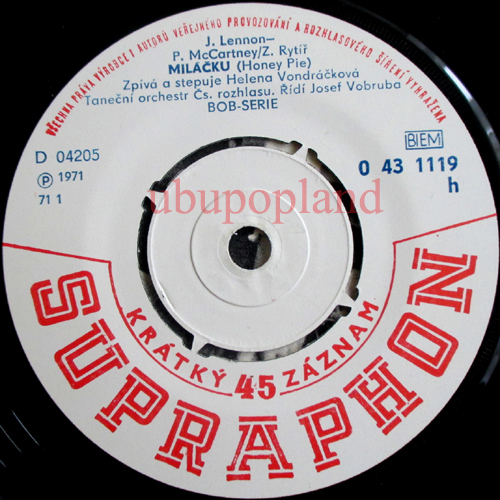 VŠECHNA PRÁVA VÝROBCE I AUTORŮ VEŘEJNÉHO PROVOZOVÁNÍ A ROZHLASOVÉHO ŠÍŘENÍ VYHRAŽENA
J. Lennon-
P. McCartney/Z. Rytíř
MILÁČKU (Honey Pie)
Zpívá a stepuje Helena Vondráčková
Taneční orchestr Čs. rozhlasu. Řídí Josef Vobruba
BOB-SERIE
D 04205
BIEM
Ⓟ 1971
0 43 1119
71 1
h
ubupopland
KRÁTKÝ 45 ZÁZNAM
SUPRAPHON